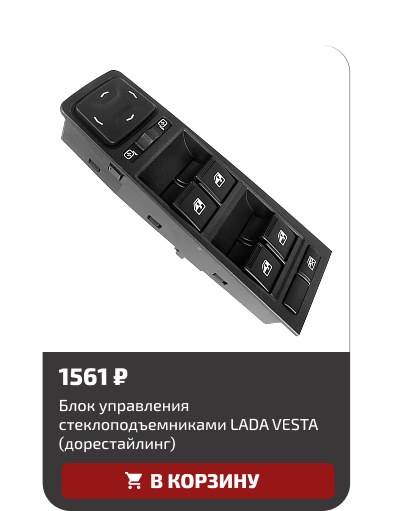 1561 ₽
Блок управления
стеклоподъемниками LADA VESTA
(дорестайлинг)
В КОРЗИНУ